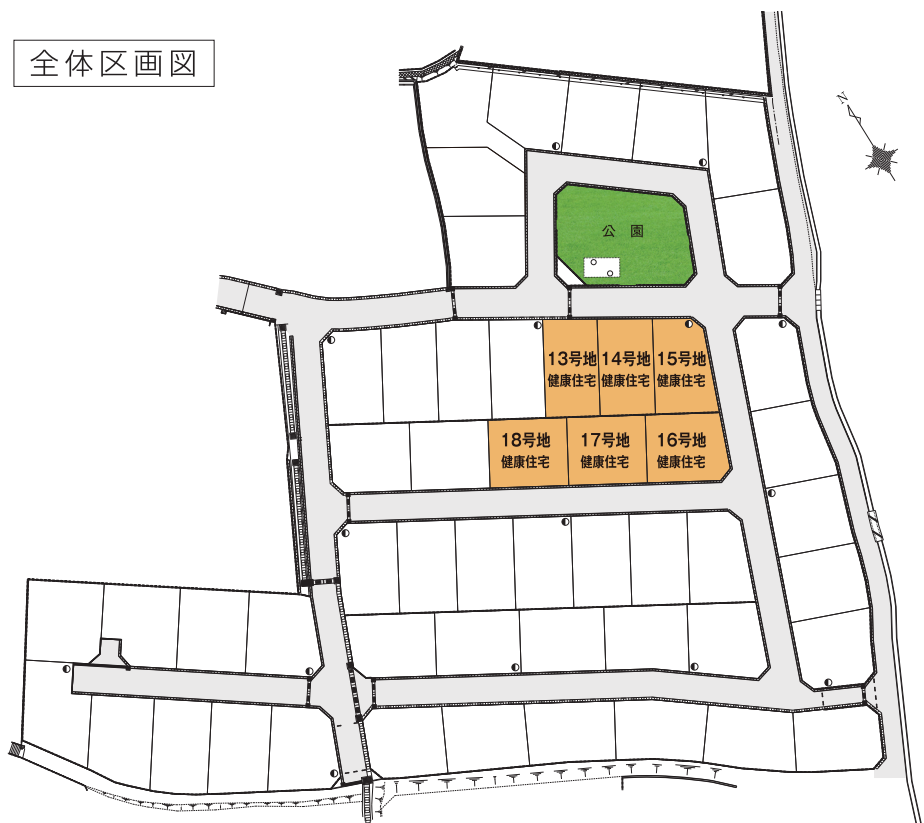 全体区画図
N
公 園
13号地 14号地 15号地
健康住宅 健康住宅 健康住宅
18号地 17号地 16号地
健康住宅 健康住宅 健康住宅